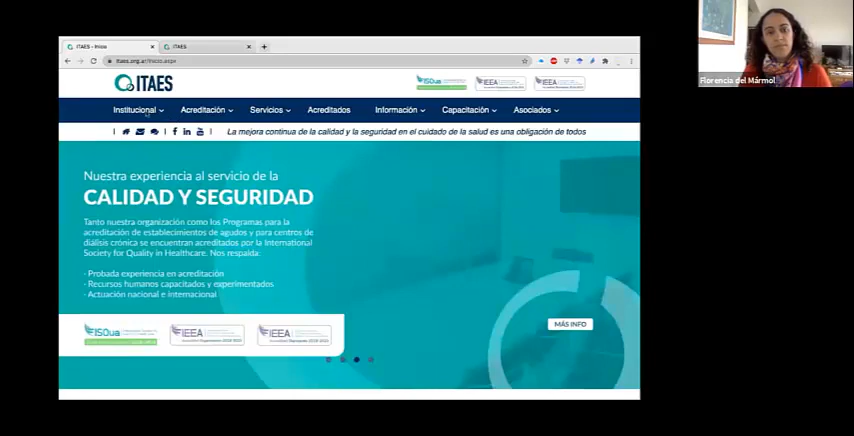 ITAES - Inicio
ITAES
itaes.org.ar/Inicio.aspx
Florencia del Mármol
ITAES
ISQua
IEEA
IEEA
Institucional
Acreditación
Servicios
Acreditados
Información
Capacitación
Asociados
La mejora continua de la calidad y la seguridad en el cuidado de la salud es una obligación de todos
Nuestra experiencia al servicio de la
CALIDAD Y SEGURIDAD
Tanto nuestra organización como los Programas para la
acreditación de establecimientos de agudos y para centros de
diálisis crónica se encuentran acreditados por la International
Society for Quality in Healthcare. Nos respalda:
- Probada experiencia en acreditación
- Recursos humanos capacitados y experimentados
- Actuación nacional e internacional
MÁS INFO
ISQua
IEEA
IEEA